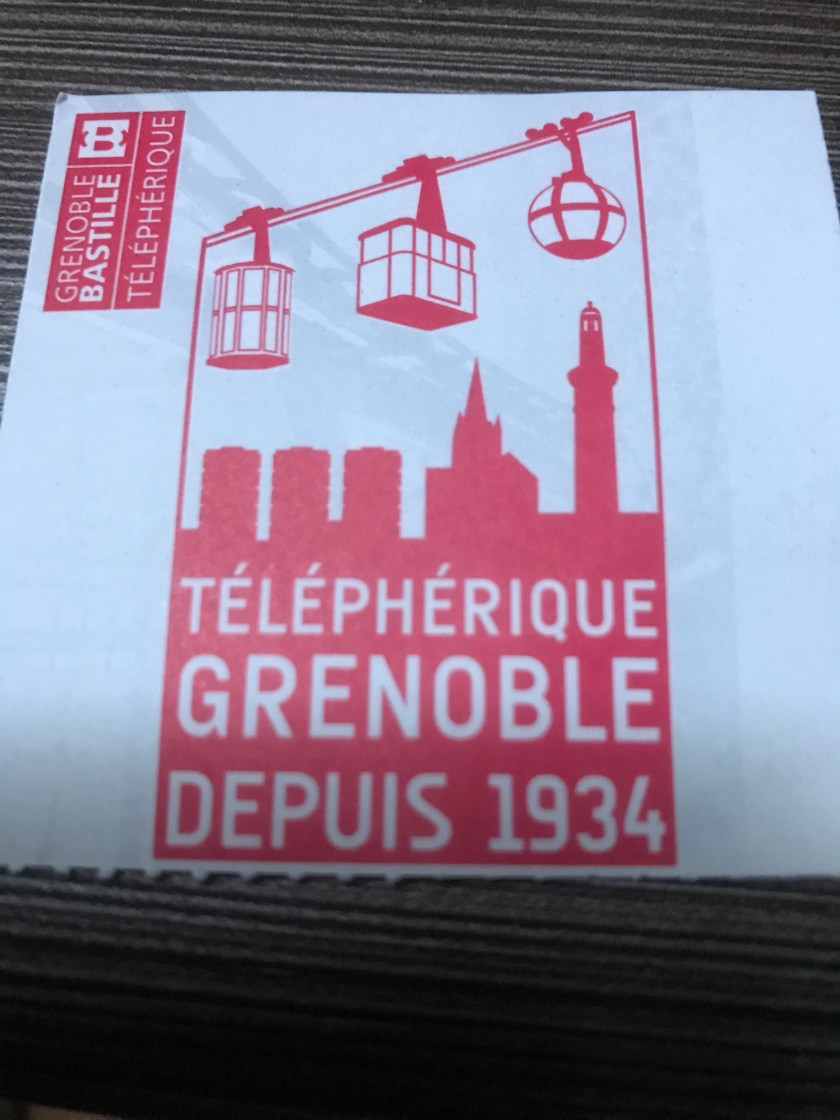 GRENOBLE
BASTILLE
TÉLÉPHÉRIQUE
TÉLÉPHÉRIQUE
GRENOBLE
DEPUIS 1934